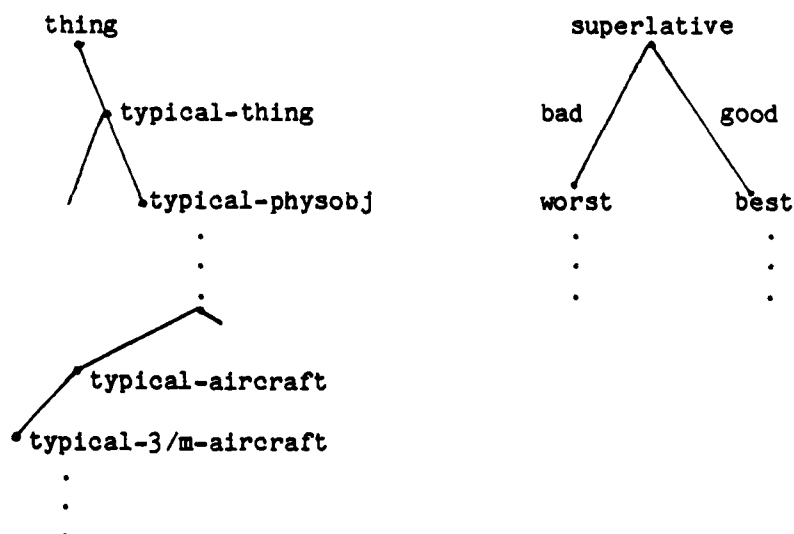 thing
typical-thing
typical-physobj
typical-aircraft
typical-3/m-aircraft
superlative
bad good
worst best